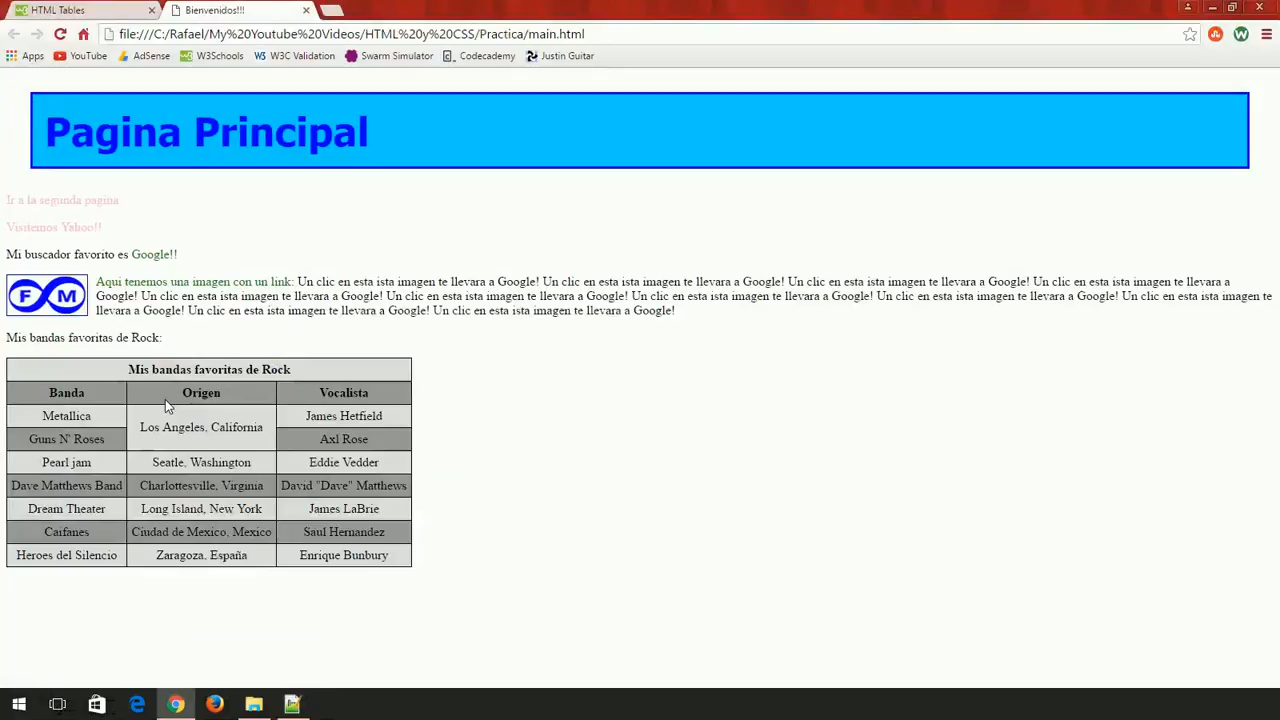 HTML Tables
Bienvenidos!!!
file:///C:/Rafael/My%20Youtube%20Videos/HTML%20y%20CSS/Practica/main.html
Apps YouTube AdSense W3Schools W3C Validation Swarm Simulator Codecademy Justin Guitar
Pagina Principal
Ir a la segunda pagina
Visitemos Yahoo!!
Mi buscador favorito es Google!!
F M
Aqui tenemos una imagen con un link: Un clic en esta ista imagen te llevara a Google! Un clic en esta ista imagen te llevara a Google! Un clic en esta ista imagen te llevara a Google! Un clic en esta ista imagen te llevara a
Google! Un clic en esta ista imagen te llevara a Google! Un clic en esta ista imagen te llevara a Google! Un clic en esta ista imagen te llevara a Google! Un clic en esta ista imagen te llevara a Google! Un clic en esta ista imagen te
llevara a Google! Un clic en esta ista imagen te llevara a Google! Un clic en esta ista imagen te llevara a Google!
Mis bandas favoritas de Rock:
Mis bandas favoritas de Rock
Banda Origen Vocalista
Metallica Los Angeles, California James Hetfield
Guns N' Roses Axl Rose
Pearl jam Seatle, Washington Eddie Vedder
Dave Matthews Band Charlottesville, Virginia David "Dave" Matthews
Dream Theater Long Island, New York James LaBrie
Caifanes Ciudad de Mexico, Mexico Saul Hernandez
Heroes del Silencio Zaragoza, España Enrique Bunbury